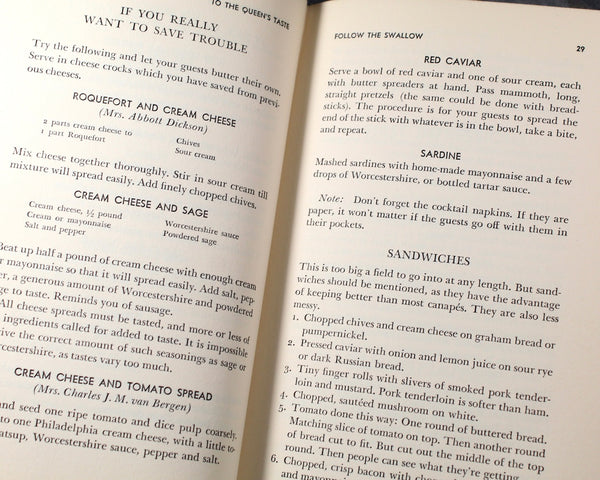 TO THE QUEEN'S TASTE
IF YOU REALLY
WANT TO SAVE TROUBLE
Try the following and let your guests butter their own.
Serve in cheese crocks which you have saved from previ-
ous cheeses.
ROQUEFORT AND CREAM CHEESE
(Mrs. Abbott Dickson)
2 parts cream cheese to
1 part Roquefort
Chives
Sour cream
Mix cheese together thoroughly. Stir in sour cream till
mixture will spread easily. Add finely chopped chives.
CREAM CHEESE AND SAGE
Cream cheese, ½ pound
Cream or mayonnaise
Salt and pepper
Worcestershire sauce
Powdered sage
Beat up half a pound of cream cheese with enough cream
mayonnaise so that it will spread easily. Add salt, pep-
a generous amount of Worcestershire and powdered
to taste. Reminds you of sausage.
All cheese spreads must be tasted, and more or less of
ingredients called for added to taste. It is impossible
the correct amount of such seasonings as sage or
as tastes vary too much.
CREAM CHEESE AND TOMATO SPREAD
(Mrs. Charles J. M. van Bergen)
and seed one ripe tomato and dice pulp coarsely.
to one Philadelphia cream cheese, with a little
Worcestershire sauce, pepper and salt.
FOLLOW THE SWALLOW
29
RED CAVIAR
Serve a bowl of red caviar and one of sour cream, each
with butter spreaders at hand. Pass mammoth, long,
straight pretzels (the same could be done with bread-
sticks). The procedure is for your guests to spread the
end of the stick with whatever is in the bowl, take a bite,
and repeat.
SARDINE
Mashed sardines with home-made mayonnaise and a few
drops of Worcestershire, or bottled tartar sauce.
Note: Don't forget the cocktail napkins. If they are
paper, it won't matter if the guests go off with them in
their pockets.
SANDWICHES
This is too big a field to go into at any length. But sand-
wiches should be mentioned, as they have the advantage
of keeping better than most canapés. They are also less
messy.
1. Chopped chives and cream cheese on graham bread or
pumpernickel.
2. Pressed caviar with onion and lemon juice on sour rye
or dark Russian bread.
3. Tiny finger rolls with slivers of smoked pork tender-
loin and mustard. Pork tenderloin is softer than ham.
4. Chopped, sautéed mushroom on white.
5. Tomato done this way: One round of buttered bread.
Matching slice of tomato on top. Then another round
of bread cut to fit. But cut out the middle of the top
round. Then people can see what they're getting.
6. Chopped, crisp bacon with chopped
and mayonnaise